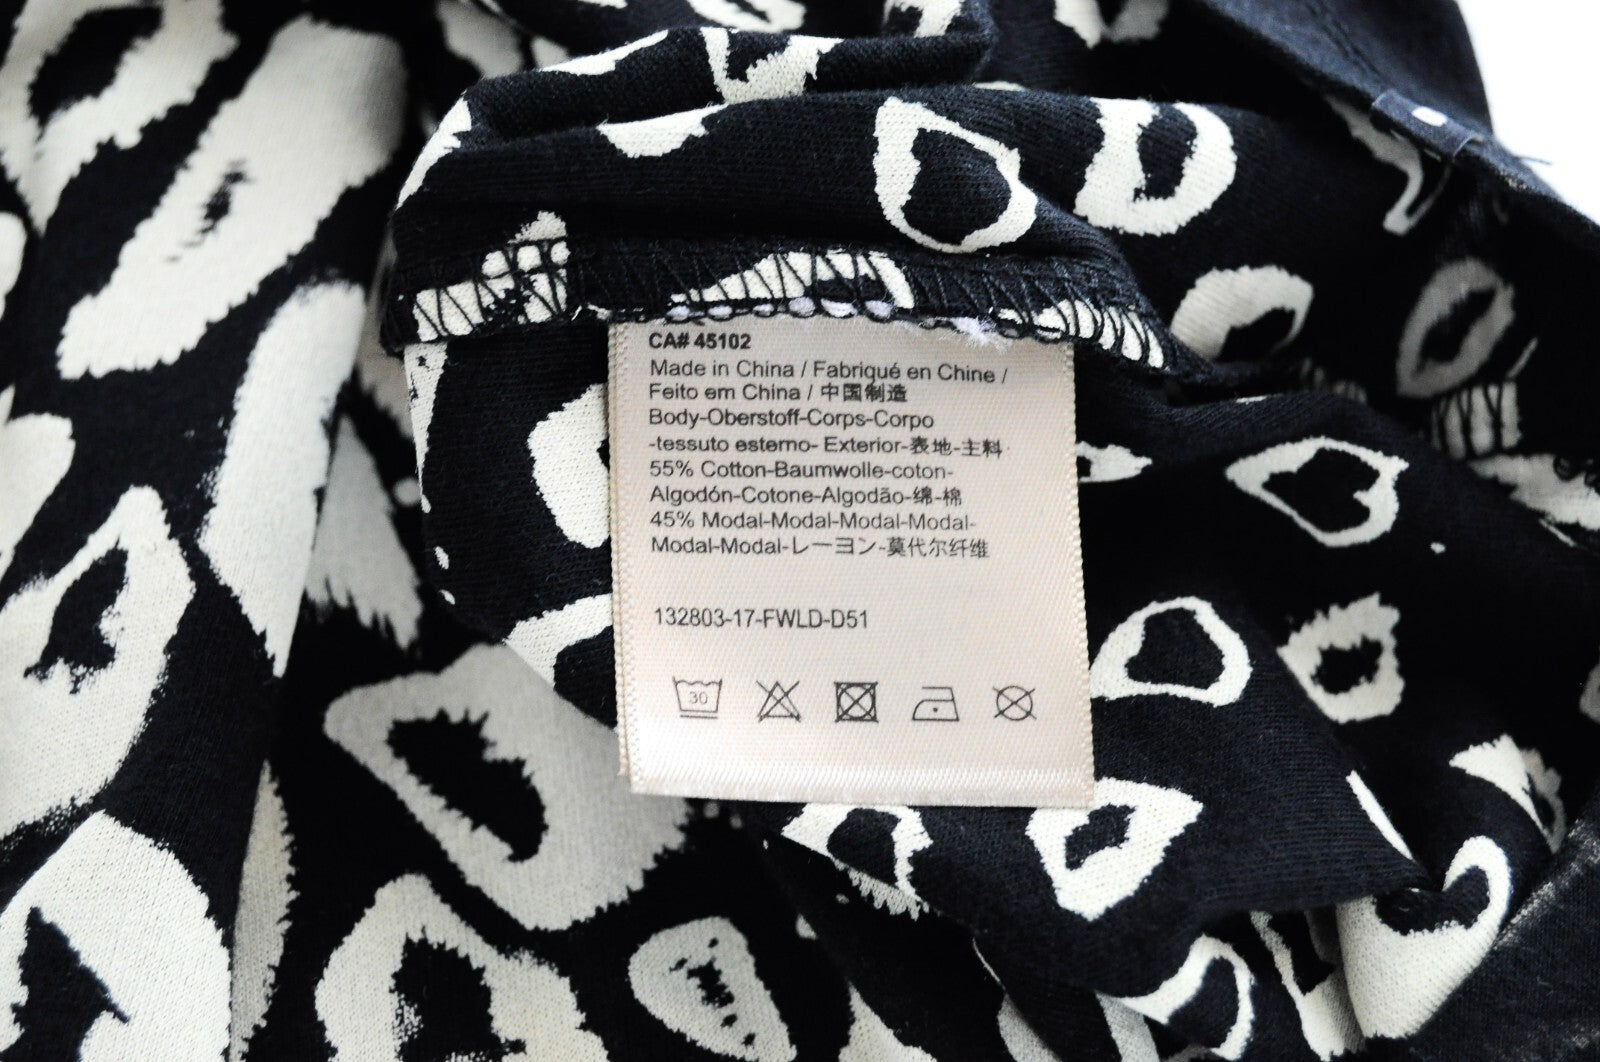 CA# 45102
Made in China / Fabriqué en Chine /
Feito em China / 中国制造
Body-Oberstoff-Corps-Corpo
-tessuto esterno- Exterior-表地-主料
55% Cotton-Baumwolle-coton-
Algodón-Cotone-Algodão-绵-棉
45% Modal-Modal-Modal-Modal-
Modal-Modal-レーヨン-莫代尔纤维
132803-17-FWLD-D51
30